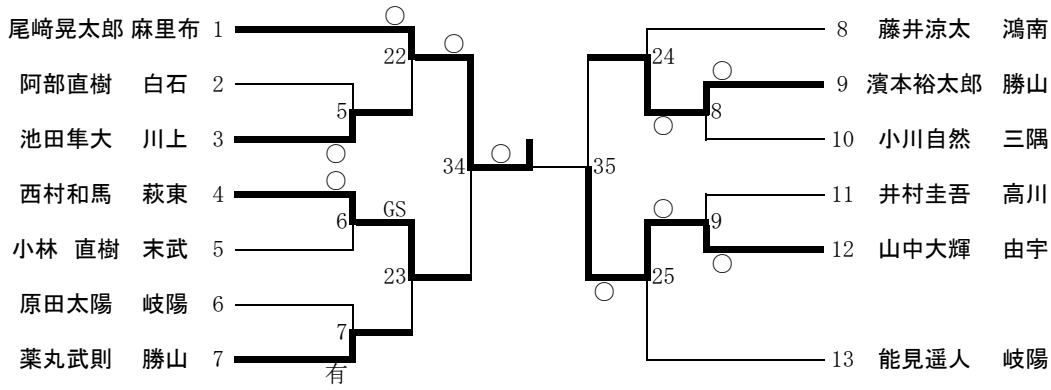 ○
尾﨑晃太郎 麻里布 1
○
22
阿部直樹 白石 2
5
池田隼大 川上 3
○
○
西村和馬 萩東 4
GS
6
小林 直樹 末武 5
23
原田太陽 岐陽 6
7
薬丸武則 勝山 7
有
34
○
35
8 藤井涼太 鴻南
24
○
9 濱本裕太郎 勝山
8
○
10 小川自然 三隅
11 井村圭吾 高川
○
9
12 山中大輝 由宇
○
25
○
13 能見遥人 岐陽